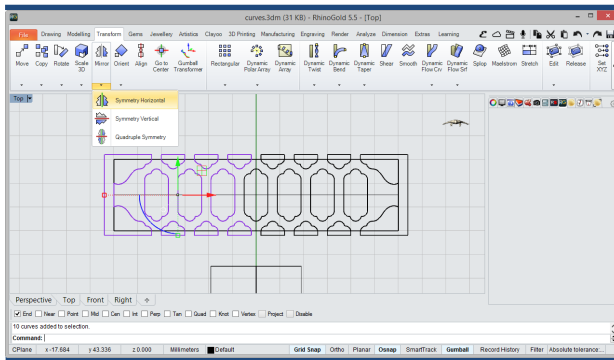 curves.3dm (31 KB) - RhinoGold 5.5 - [Top]
File Drawing Modelling Transform Gems Jewellery Artistica Clayoo 3D Printing Manufacturing Engraving Render Analyze Dimension Extras Learning
Move Copy Rotate Scale 3D Mirror Orient Align Go to Center Gumball Transformer Rectangular Dynamic Polar Array Dynamic Array Dynamic Twist Dynamic Bend Dynamic Taper Shear Smooth Dynamic Flow Crv Dynamic Flow Srf Splop Maelstrom Stretch Edit Release Set XYZ
Top
Symmetry Horizontal
Symmetry Vertical
Quadruple Symmetry
Perspective Top Front Right
End Near Point Mid Cen Int Perp Tan Quad Knot Vertex Project Disable
10 curves added to selection.
Command:
CPlane x -17.684 y 43.336 z 0.000 Millimeters Default Grid Snap Ortho Planar Osnap SmartTrack Gumball Record History Filter Absolute tolerance:...